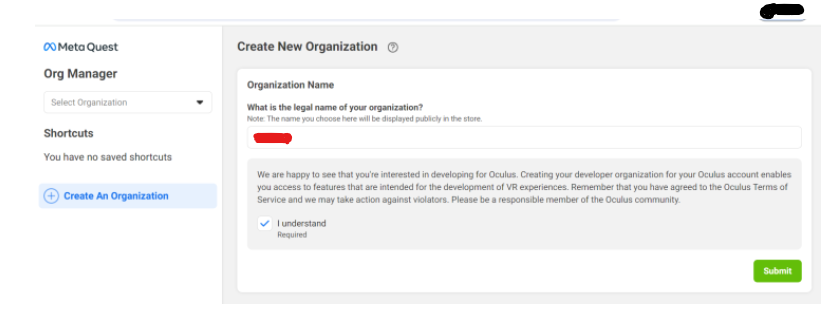 Meta Quest
Org Manager
Select Organization
Shortcuts
You have no saved shortcuts
Create An Organization
Create New Organization
Organization Name
What is the legal name of your organization?
Note: The name you choose here will be displayed publicly in the store.
We are happy to see that you're interested in developing for Oculus. Creating your developer organization for your Oculus account enables
you access to features that are intended for the development of VR experiences. Remember that you have agreed to the Oculus Terms of
Service and we may take action against violators. Please be a responsible member of the Oculus community.
I understand
Required
Submit